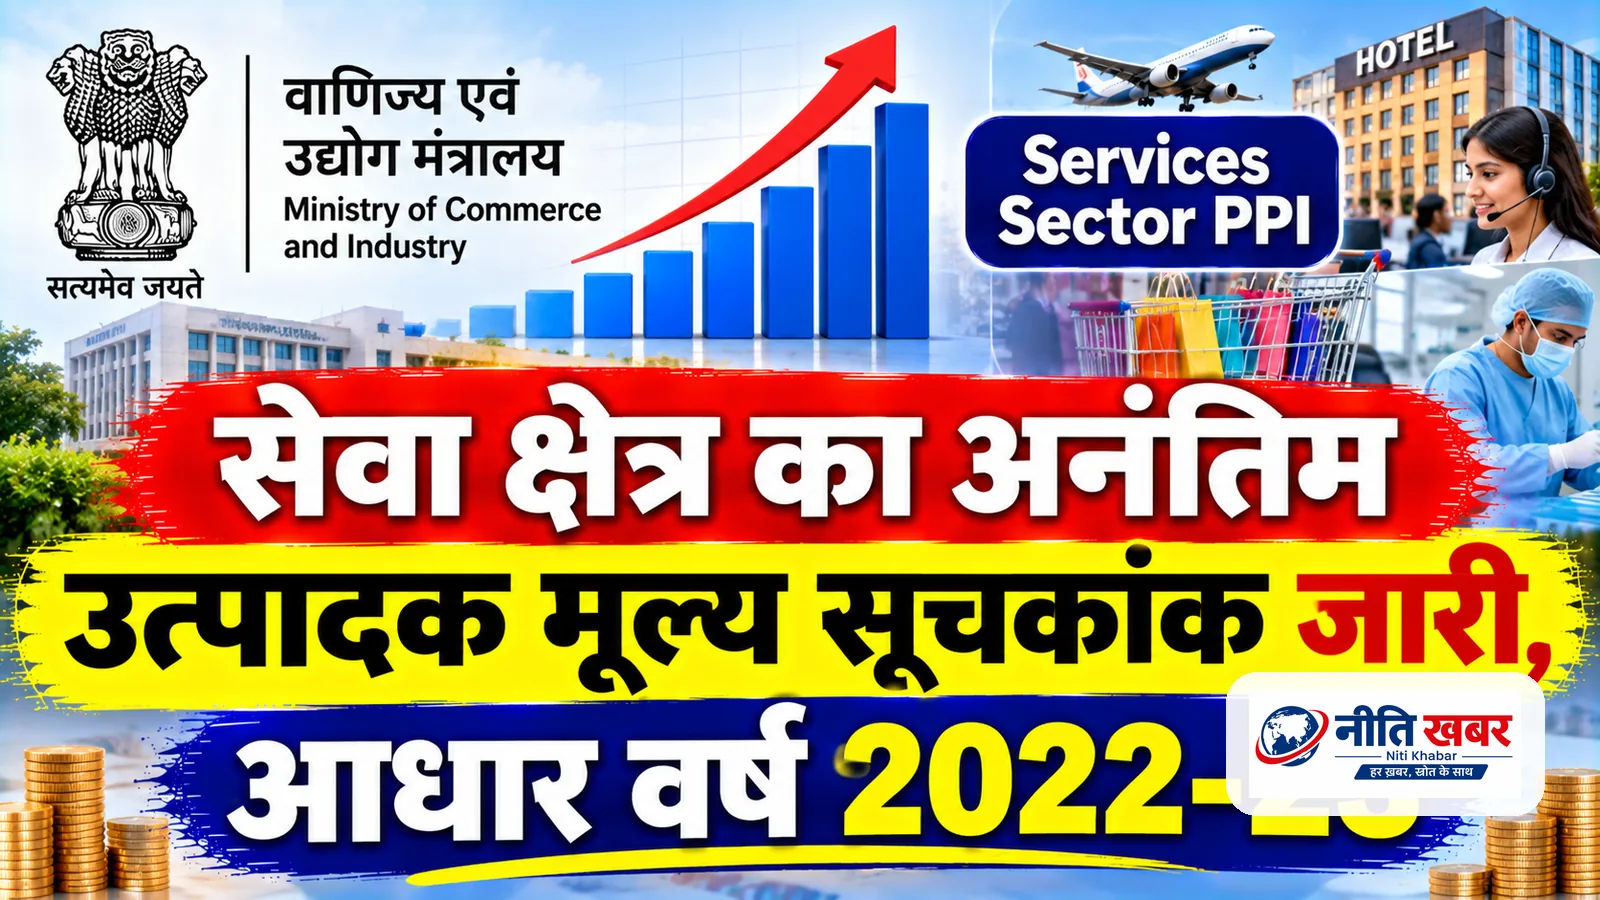 वाणिज्य एवं
उद्योग मंत्रालय
Ministry of Commerce
and Industry
सत्यमेव जयते
Services
Sector PPI
HOTEL
सेवा क्षेत्र का अनंतिम
उत्पादक मूल्य सूचकांक जारी,
आधार वर्ष 2022-23
नीति खबर
Niti Khabar
हर ख़बर, स्रोत के साथ